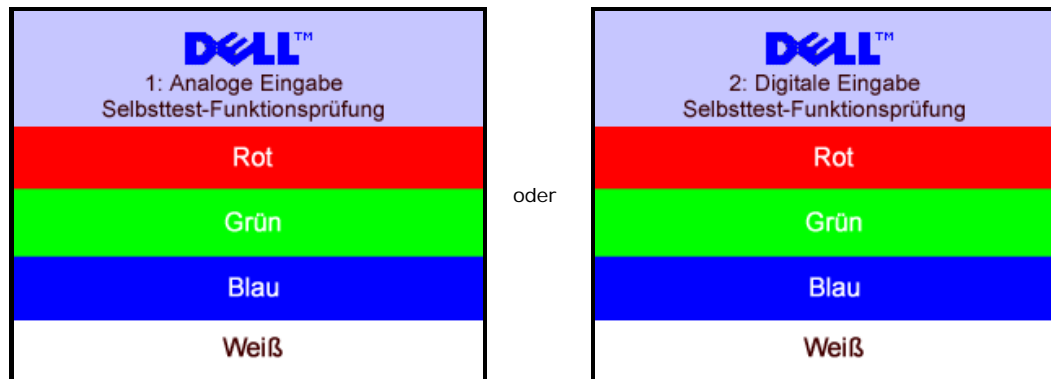 DELL™
1: Analoge Eingabe
Selbsttest-Funktionsprüfung
Rot
Grün
Blau
Weiß
oder
DELL™
2: Digitale Eingabe
Selbsttest-Funktionsprüfung
Rot
Grün
Blau
Weiß